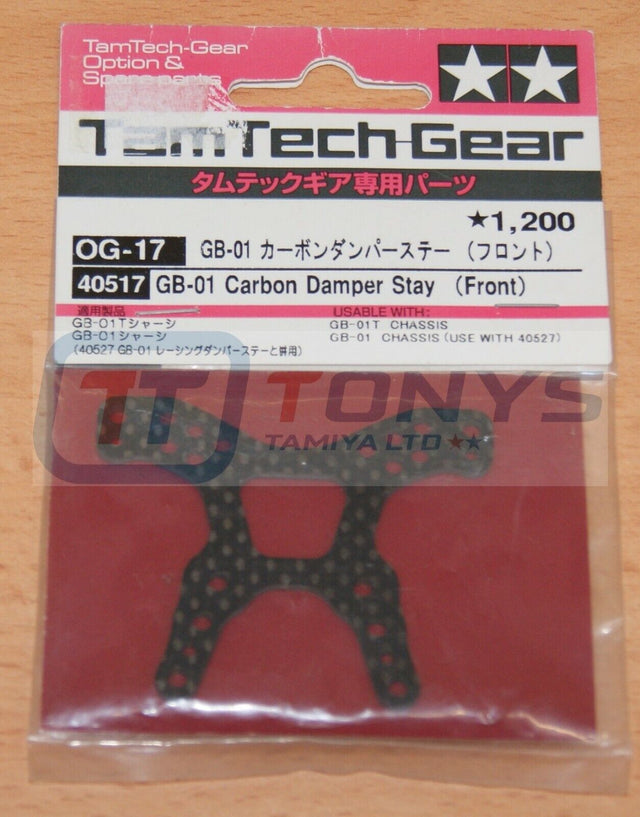 TamTech-Gear
Option &
Spare parts
TamTech-Gear
タムテックギア専用パーツ
★1,200
OG-17 GB-01 カーボンダンパーステー (フロント)
40517 GB-01 Carbon Damper Stay (Front)
適用製品 USABLE WITH:
GB-01Tシャーシ GB-01T CHASSIS
GB-01シャーシ GB-01 CHASSIS (USE WITH 40527)
(40527 GB-01 レーシングダンパーステーと併用)
TT TONYS
TAMIYA LTD ★★